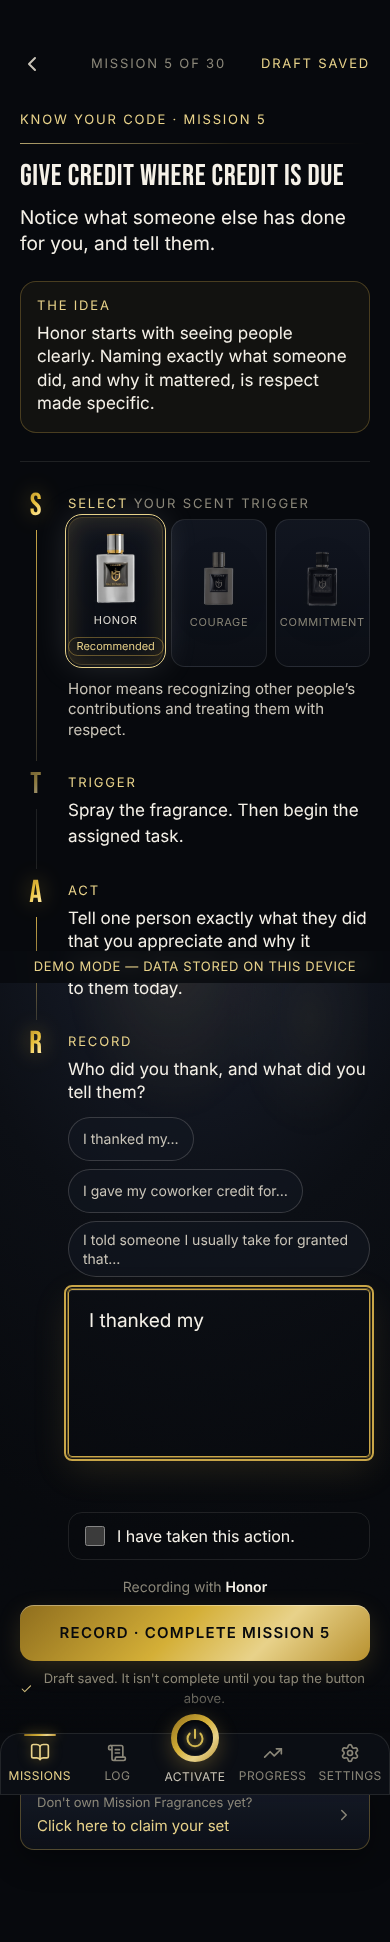 MISSION 5 OF 30
DRAFT SAVED
KNOW YOUR CODE · MISSION 5
GIVE CREDIT WHERE CREDIT IS DUE
Notice what someone else has done
for you, and tell them.
THE IDEA
Honor starts with seeing people
clearly. Naming exactly what someone
did, and why it mattered, is respect
made specific.
S
SELECT YOUR SCENT TRIGGER
HONOR
Recommended
COURAGE
COMMITMENT
Honor means recognizing other people's
contributions and treating them with
respect.
T
TRIGGER
Spray the fragrance. Then begin the
assigned task.
A
ACT
Tell one person exactly what they did
that you appreciate and why it
DEMO MODE — DATA STORED ON THIS DEVICE
to them today.
R
RECORD
Who did you thank, and what did you
tell them?
I thanked my...
I gave my coworker credit for...
I told someone I usually take for granted
that...
I thanked my
I have taken this action.
Recording with Honor
RECORD · COMPLETE MISSION 5
Draft saved. It isn't complete until you tap the button
above.
MISSIONS
LOG
ACTIVATE
PROGRESS
SETTINGS
Don't own Mission Fragrances yet?
Click here to claim your set